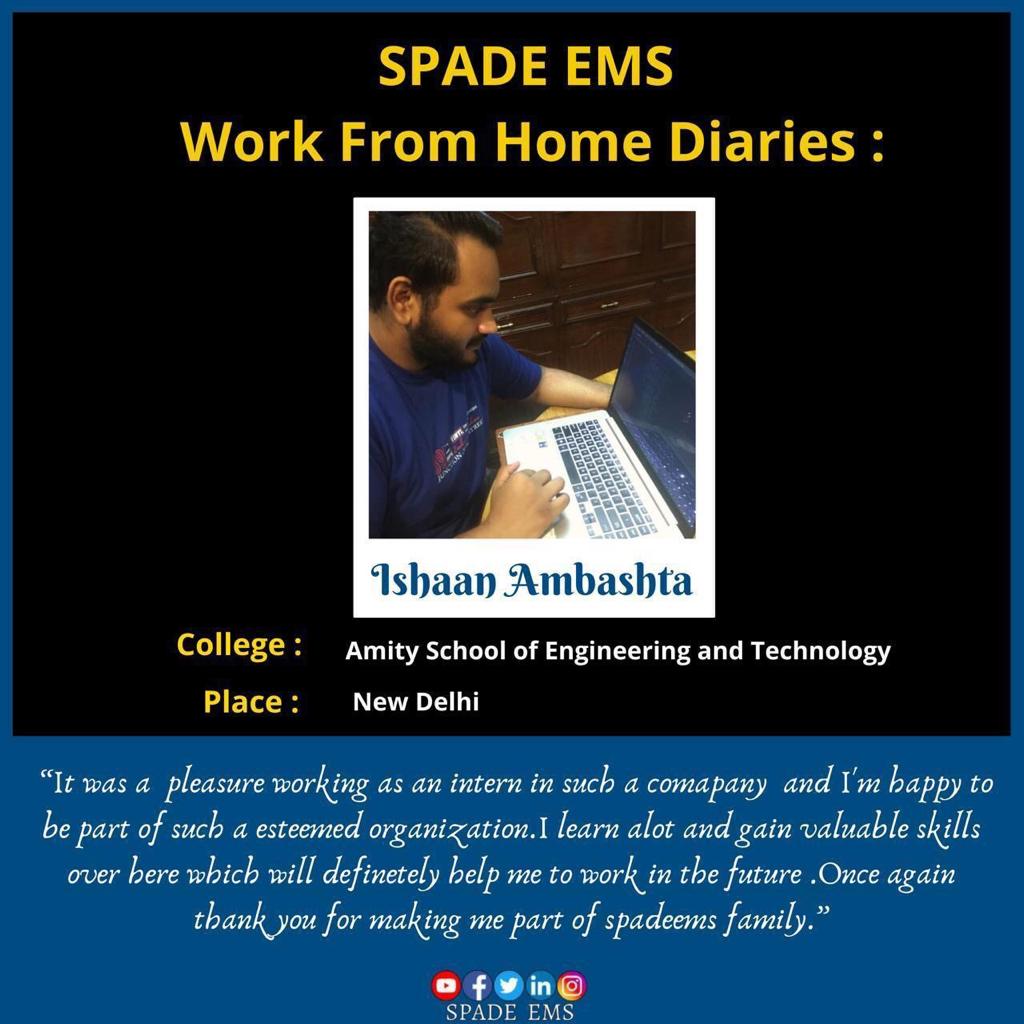 SPADE EMS
Work From Home Diaries :
Ishaan Ambashta
College : Amity School of Engineering and Technology
Place : New Delhi
“It was a pleasure working as an intern in such a comapany and I'm happy to
be part of such a esteemed organization.I learn alot and gain valuable skills
over here which will definetely help me to work in the future .Once again
thank you for making me part of spadeems family.”
SPADE EMS